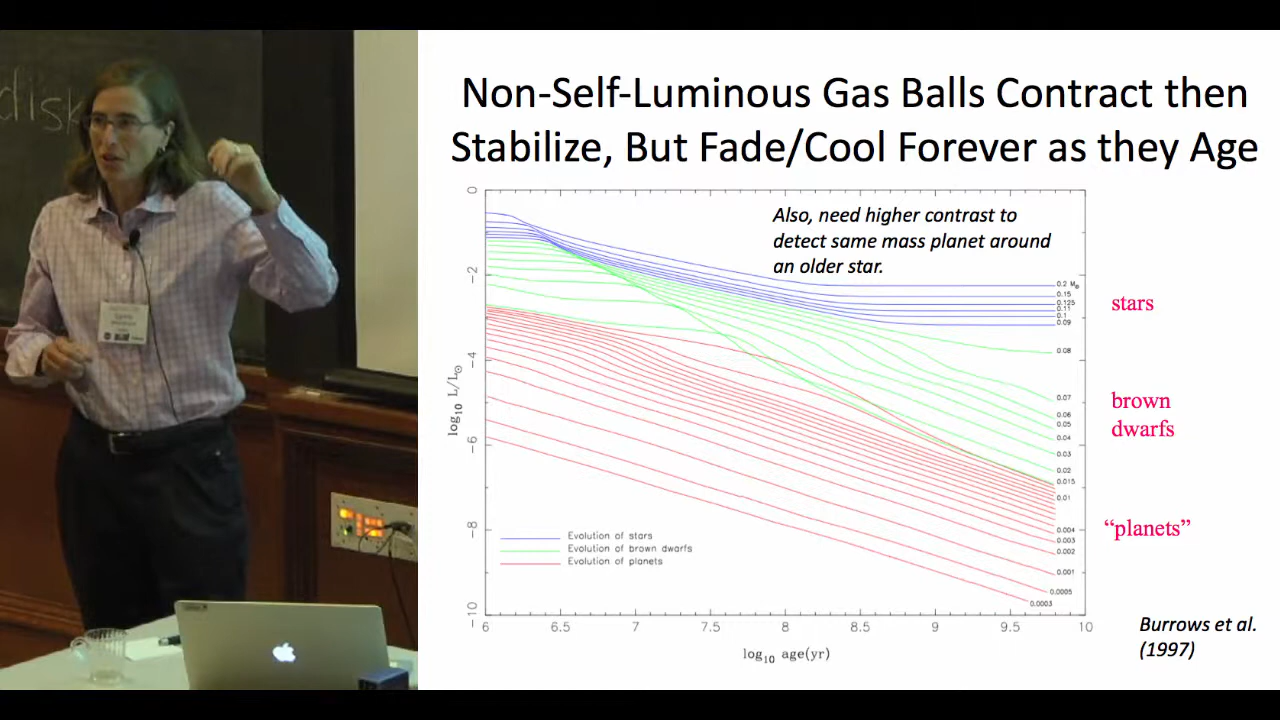 disk
Non-Self-Luminous Gas Balls Contract then
Stabilize, But Fade/Cool Forever as they Age
Also, need higher contrast to
detect same mass planet around
an older star.
0
−2
−4
−6
−8
−10
log10 L/L⊙
0.2 M⊙
0.15
0.125
0.11
0.1
0.09
0.08
0.07
0.06
0.05
0.04
0.03
0.02
0.015
0.01
0.004
0.003
0.002
0.001
0.0005
0.0003
stars
brown
dwarfs
“planets”
Evolution of stars
Evolution of brown dwarfs
Evolution of planets
6 6.5 7 7.5 8 8.5 9 9.5 10
log10 age(yr)
Burrows et al.
(1997)